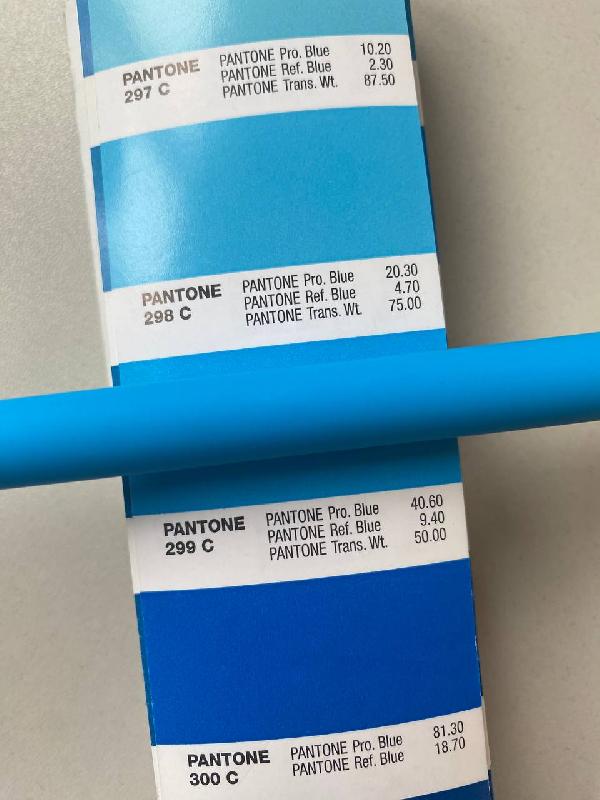 PANTONE 297 C
PANTONE Pro. Blue 10.20
PANTONE Ref. Blue 2.30
PANTONE Trans. Wt. 87.50
PANTONE 298 C
PANTONE Pro. Blue 20.30
PANTONE Ref. Blue 4.70
PANTONE Trans. Wt. 75.00
PANTONE 299 C
PANTONE Pro. Blue 40.60
PANTONE Ref. Blue 9.40
PANTONE Trans. Wt. 50.00
PANTONE 300 C
PANTONE Pro. Blue 81.30
PANTONE Ref. Blue 18.70